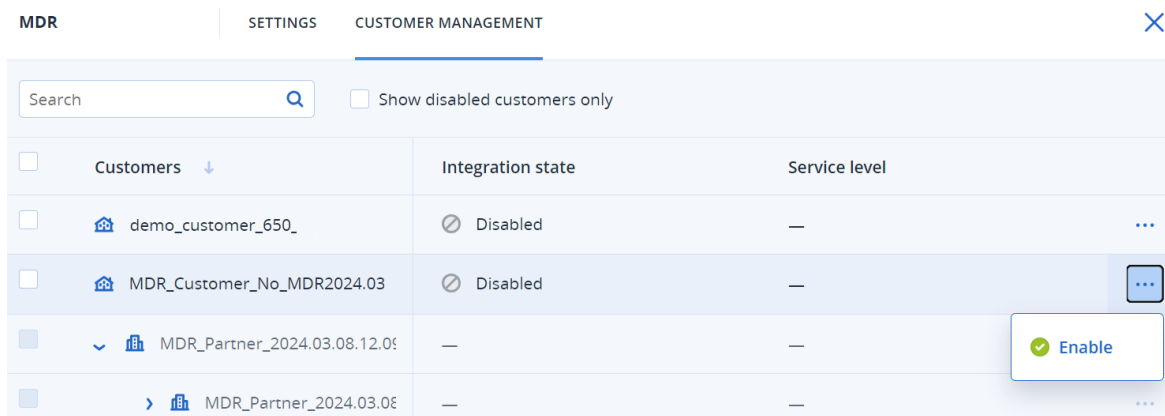 MDR SETTINGS CUSTOMER MANAGEMENT
Search Show disabled customers only
Customers Integration state Service level
demo_customer_650_ Disabled —
MDR_Customer_No_MDR2024.03 Disabled —
MDR_Partner_2024.03.08.12.09 — —
Enable
MDR_Partner_2024.03.08 — —